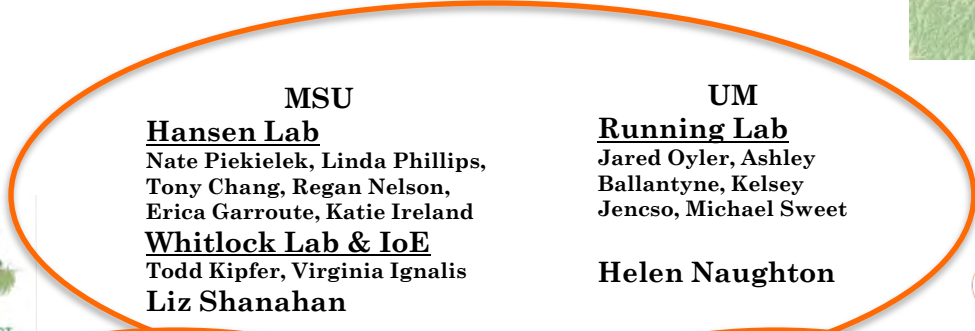 MSU
Hansen Lab
Nate Piekielek, Linda Phillips,
Tony Chang, Regan Nelson,
Erica Garroute, Katie Ireland
Whitlock Lab & IoE
Todd Kipfer, Virginia Ignalis
Liz Shanahan
UM
Running Lab
Jared Oyler, Ashley
Ballantyne, Kelsey
Jencso, Michael Sweet
Helen Naughton